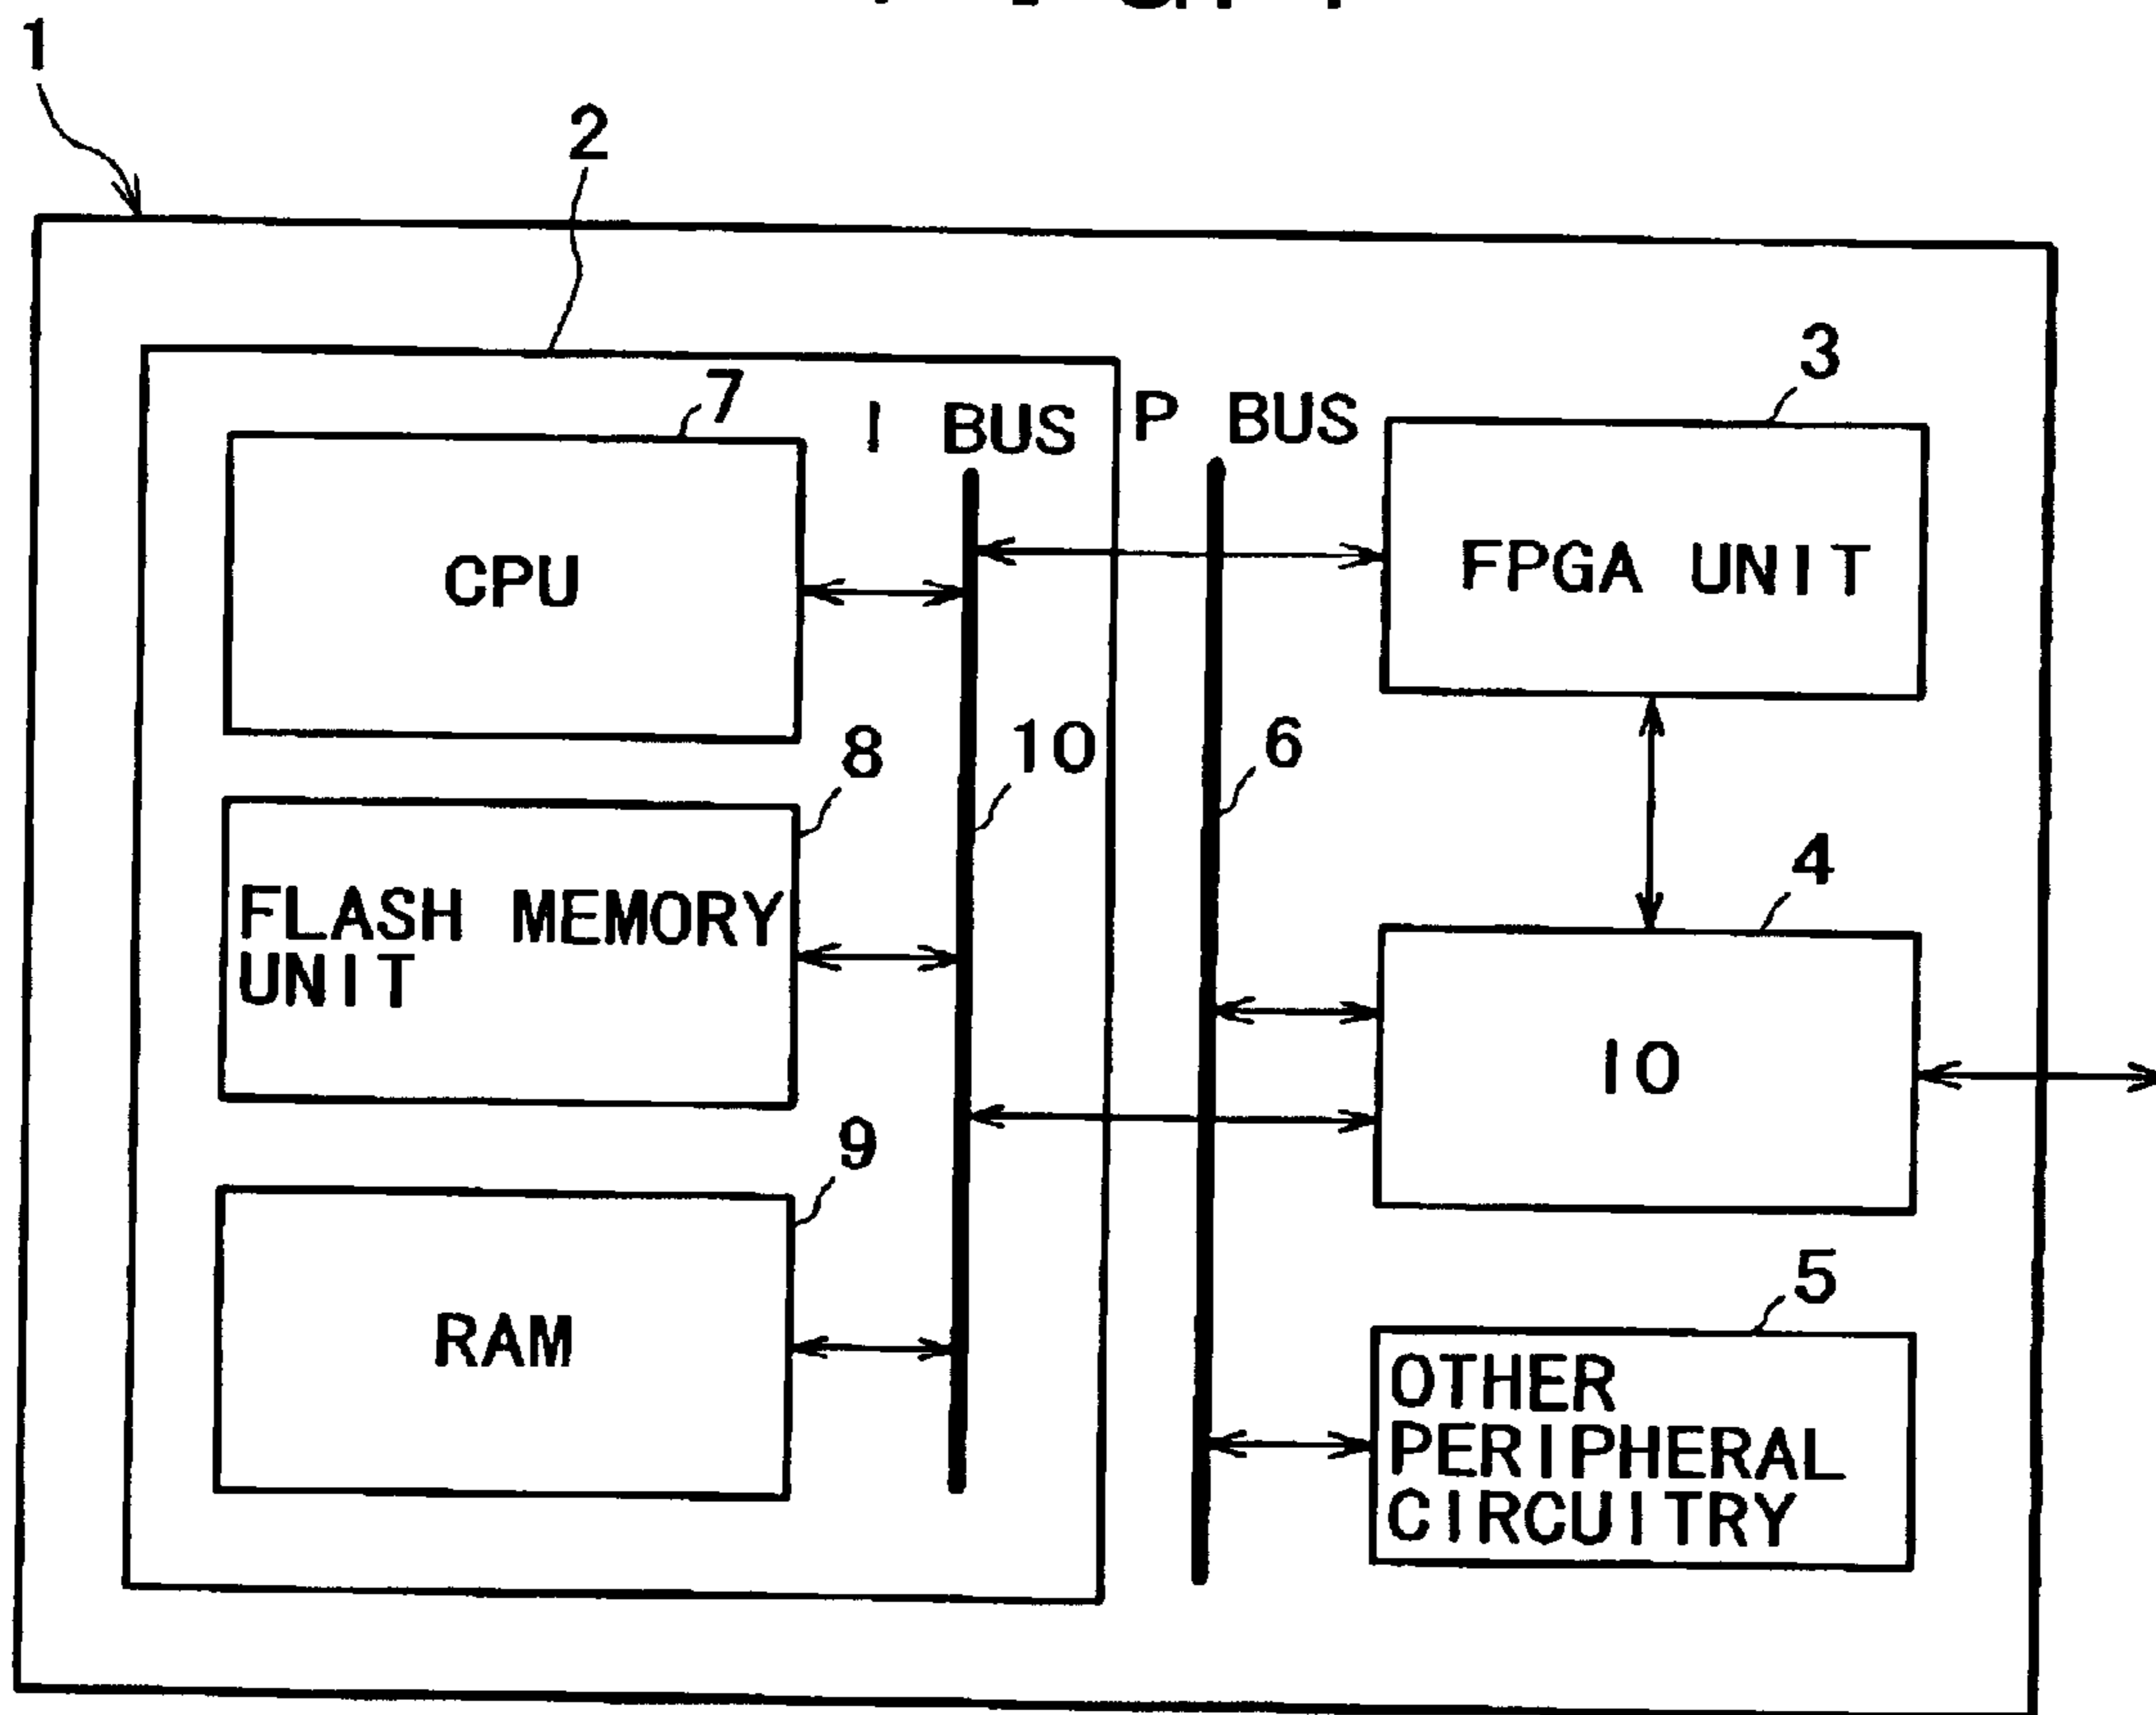 1
2
3
7
I BUS
P BUS
CPU
FPGA UNIT
8
10
6
4
FLASH MEMORY
UNIT
IO
9
5
RAM
OTHER
PERIPHERAL
CIRCUITRY